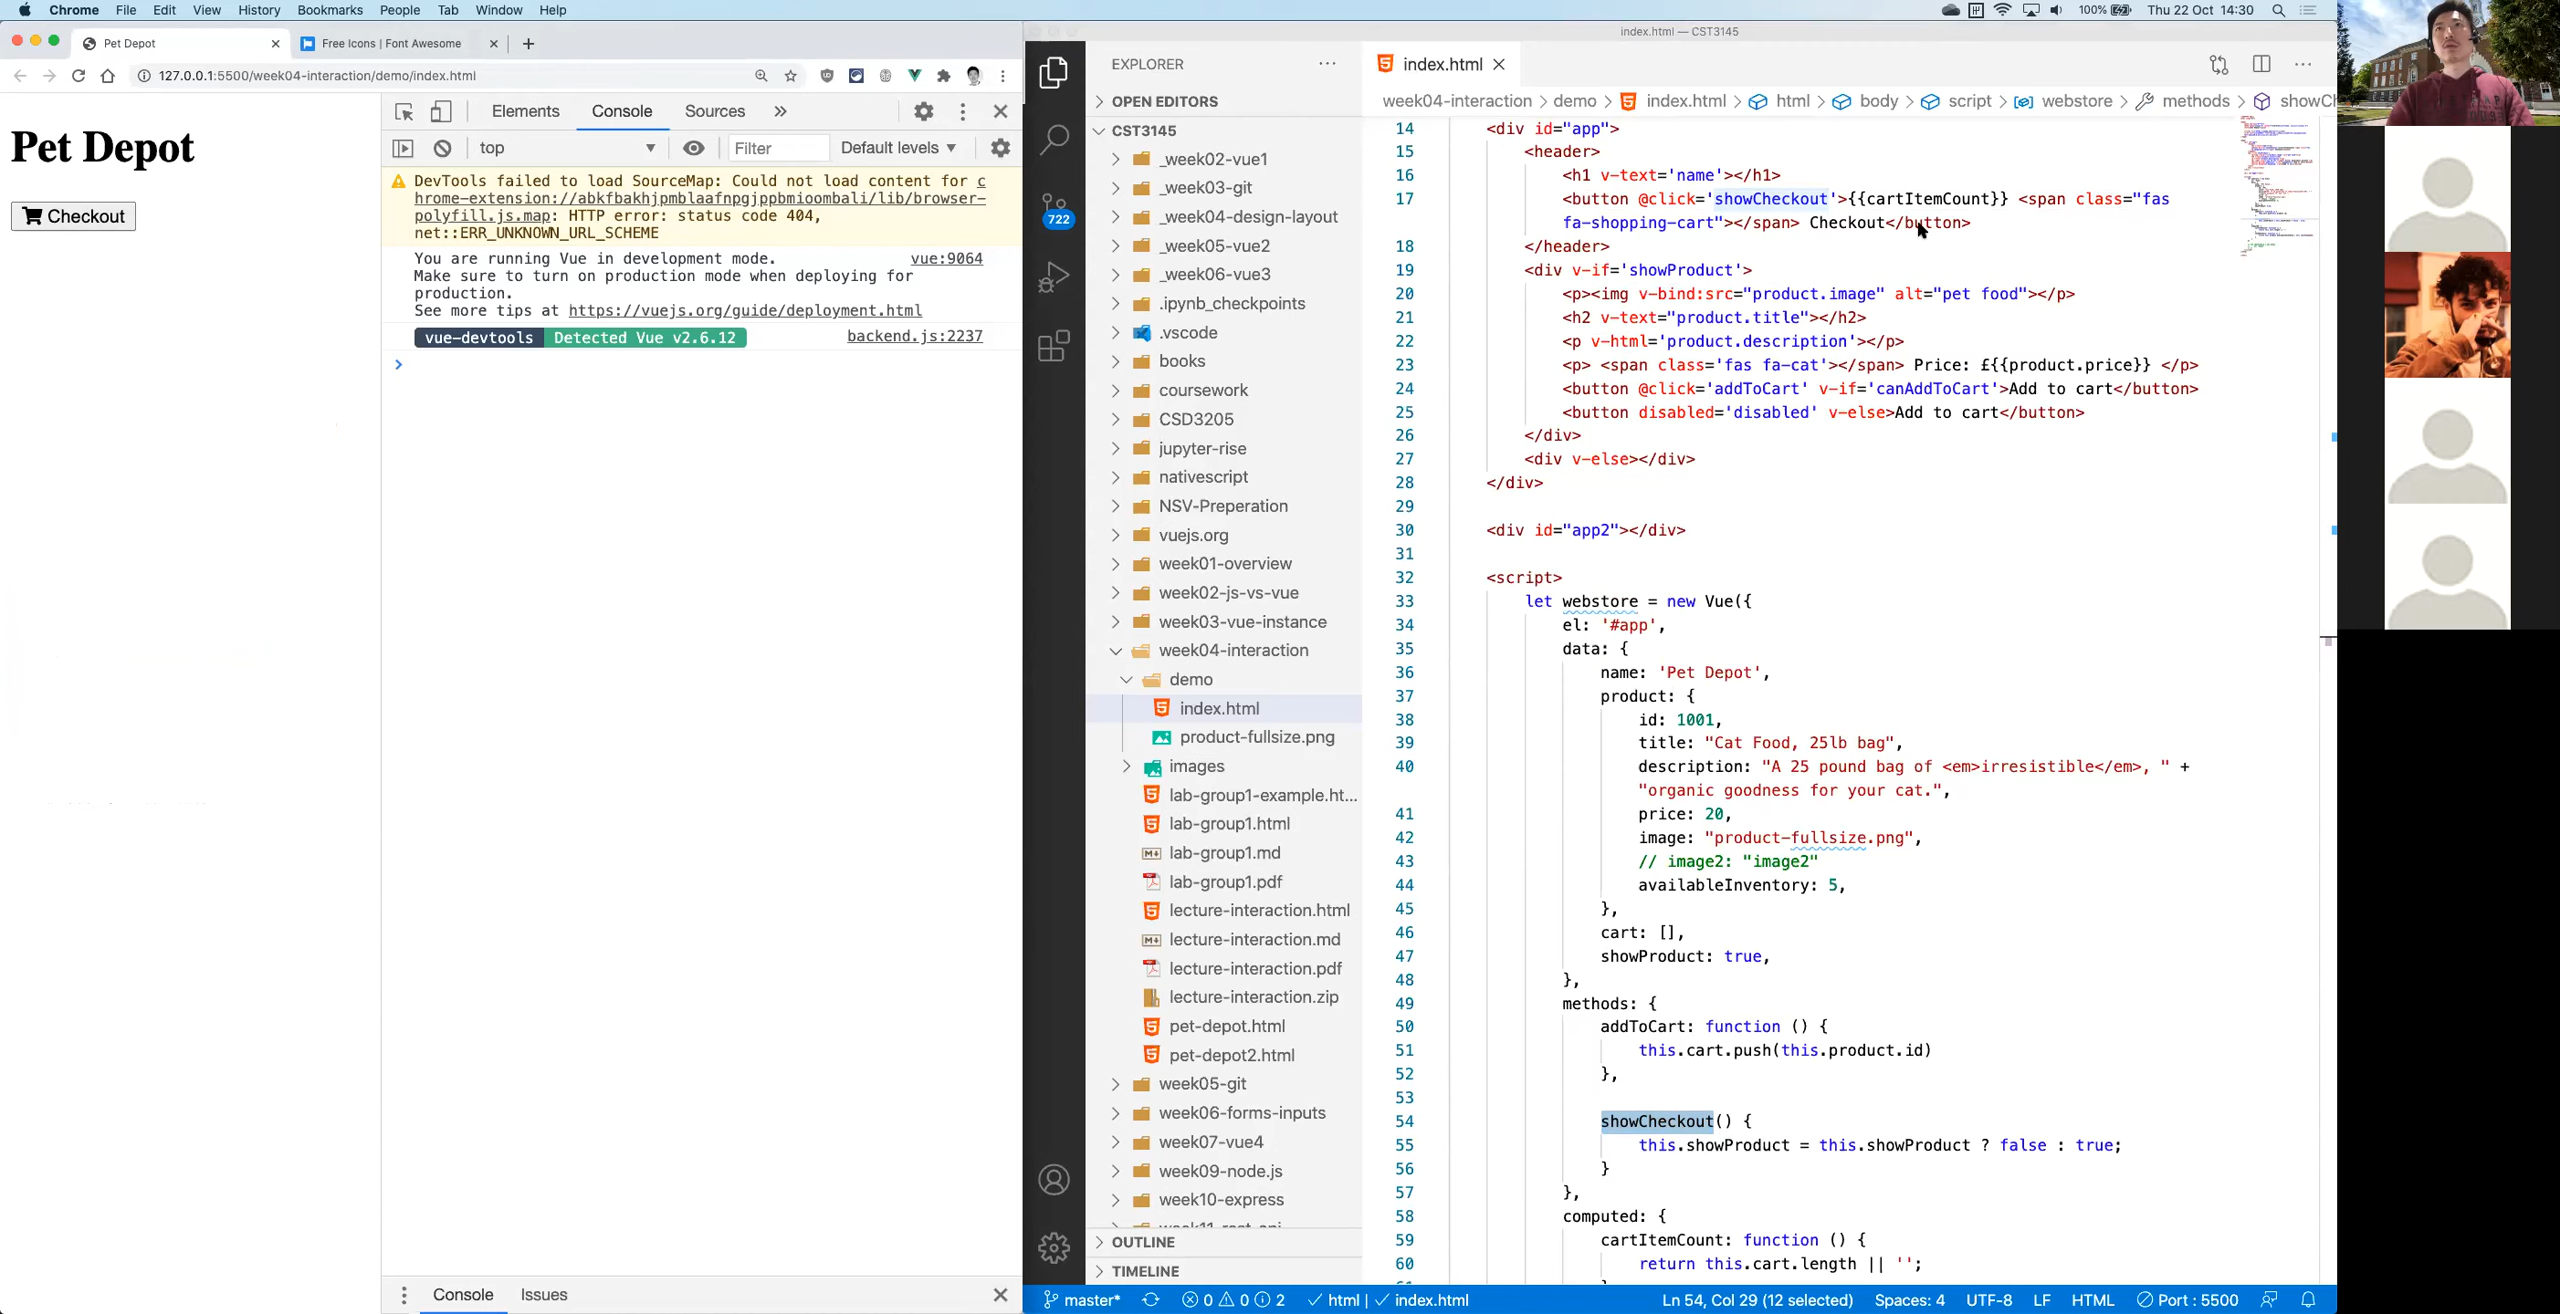 Chrome File Edit View History Bookmarks People Tab Window Help
100% Thu 22 Oct 14:30
Pet Depot
Free Icons | Font Awesome
127.0.0.1:5500/week04-interaction/demo/index.html
Pet Depot
Checkout
Elements Console Sources
top Filter Default levels
DevTools failed to load SourceMap: Could not load content for c
hrome-extension://abkfbakhjpmblaafnpgjppbmioombali/lib/browser-
polyfill.js.map: HTTP error: status code 404,
net::ERR_UNKNOWN_URL_SCHEME
You are running Vue in development mode. vue:9064
Make sure to turn on production mode when deploying for
production.
See more tips at https://vuejs.org/guide/deployment.html
vue-devtools Detected Vue v2.6.12 backend.js:2237
Console Issues
index.html — CST3145
722
EXPLORER
OPEN EDITORS
CST3145
_week02-vue1
_week03-git
_week04-design-layout
_week05-vue2
_week06-vue3
.ipynb_checkpoints
.vscode
books
coursework
CSD3205
jupyter-rise
nativescript
NSV-Preperation
vuejs.org
week01-overview
week02-js-vs-vue
week03-vue-instance
week04-interaction
demo
index.html
product-fullsize.png
images
lab-group1-example.ht...
lab-group1.html
lab-group1.md
lab-group1.pdf
lecture-interaction.html
lecture-interaction.md
lecture-interaction.pdf
lecture-interaction.zip
pet-depot.html
pet-depot2.html
week05-git
week06-forms-inputs
week07-vue4
week09-node.js
week10-express
OUTLINE
TIMELINE
index.html
week04-interaction > demo > index.html > html > body > script > webstore > methods > showCh
14 <div id="app">
15 <header>
16 <h1 v-text='name'></h1>
17 <button @click='showCheckout'>{{cartItemCount}} <span class="fas
fa-shopping-cart"></span> Checkout</button>
18 </header>
19 <div v-if='showProduct'>
20 <p><img v-bind:src="product.image" alt="pet food"></p>
21 <h2 v-text="product.title"></h2>
22 <p v-html='product.description'></p>
23 <p> <span class='fas fa-cat'></span> Price: £{{product.price}} </p>
24 <button @click='addToCart' v-if='canAddToCart'>Add to cart</button>
25 <button disabled='disabled' v-else>Add to cart</button>
26 </div>
27 <div v-else></div>
28 </div>
29
30 <div id="app2"></div>
31
32 <script>
33 let webstore = new Vue({
34 el: '#app',
35 data: {
36 name: 'Pet Depot',
37 product: {
38 id: 1001,
39 title: "Cat Food, 25lb bag",
40 description: "A 25 pound bag of <em>irresistible</em>, " +
"organic goodness for your cat.",
41 price: 20,
42 image: "product-fullsize.png",
43 // image2: "image2"
44 availableInventory: 5,
45 },
46 cart: [],
47 showProduct: true,
48 },
49 methods: {
50 addToCart: function () {
51 this.cart.push(this.product.id)
52 },
53
54 showCheckout() {
55 this.showProduct = this.showProduct ? false : true;
56 }
57 },
58 computed: {
59 cartItemCount: function () {
60 return this.cart.length || '';
master* 0 0 2 html | index.html Ln 54, Col 29 (12 selected) Spaces: 4 UTF-8 LF HTML Port : 5500